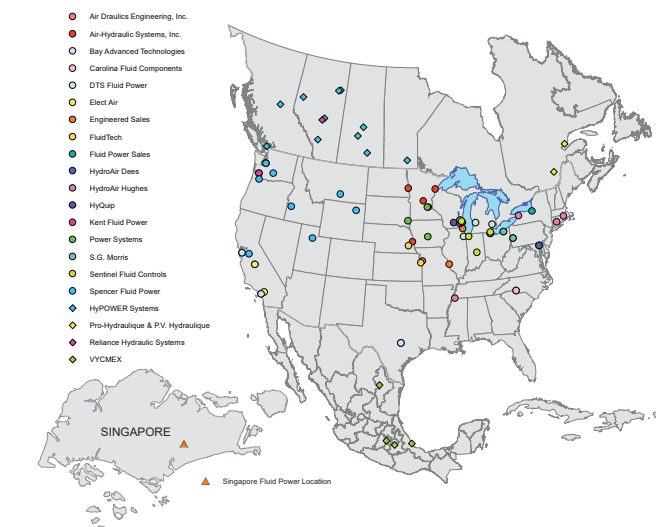 Air Draulics Engineering, Inc.
Air-Hydraulic Systems, Inc.
Bay Advanced Technologies
Carolina Fluid Components
DTS Fluid Power
Elect Air
Engineered Sales
FluidTech
Fluid Power Sales
HydroAir Dees
HydroAir Hughes
HyQuip
Kent Fluid Power
Power Systems
S.G. Morris
Sentinel Fluid Controls
Spencer Fluid Power
HyPOWER Systems
Pro-Hydraulique & P.V. Hydraulique
Reliance Hydraulic Systems
VYCMEX
SINGAPORE
Singapore Fluid Power Location